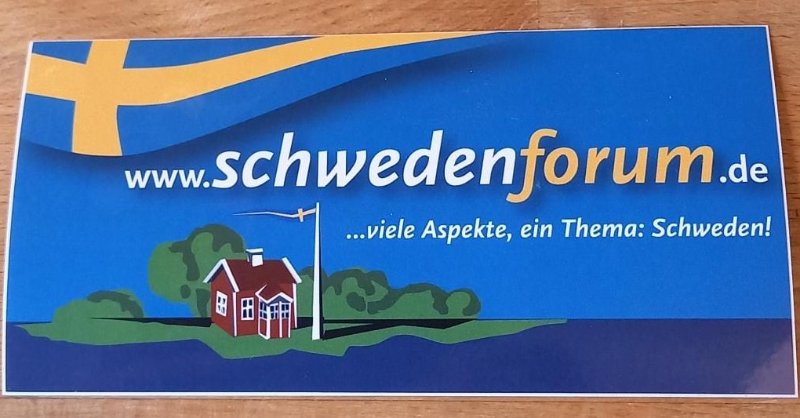 www.schwedenforum.de
...viele Aspekte, ein Thema: Schweden!